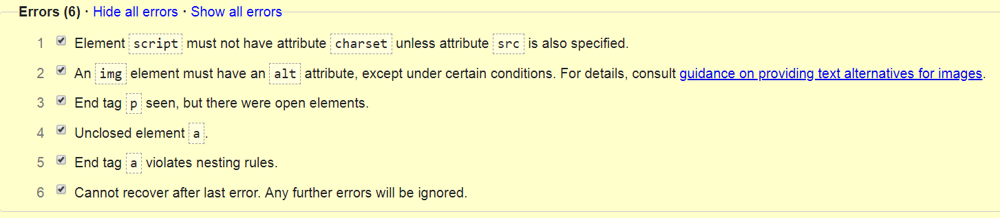 Errors (6) · Hide all errors · Show all errors
1 Element script must not have attribute charset unless attribute src is also specified.
2 An img element must have an alt attribute, except under certain conditions. For details, consult guidance on providing text alternatives for images.
3 End tag p seen, but there were open elements.
4 Unclosed element a.
5 End tag a violates nesting rules.
6 Cannot recover after last error. Any further errors will be ignored.